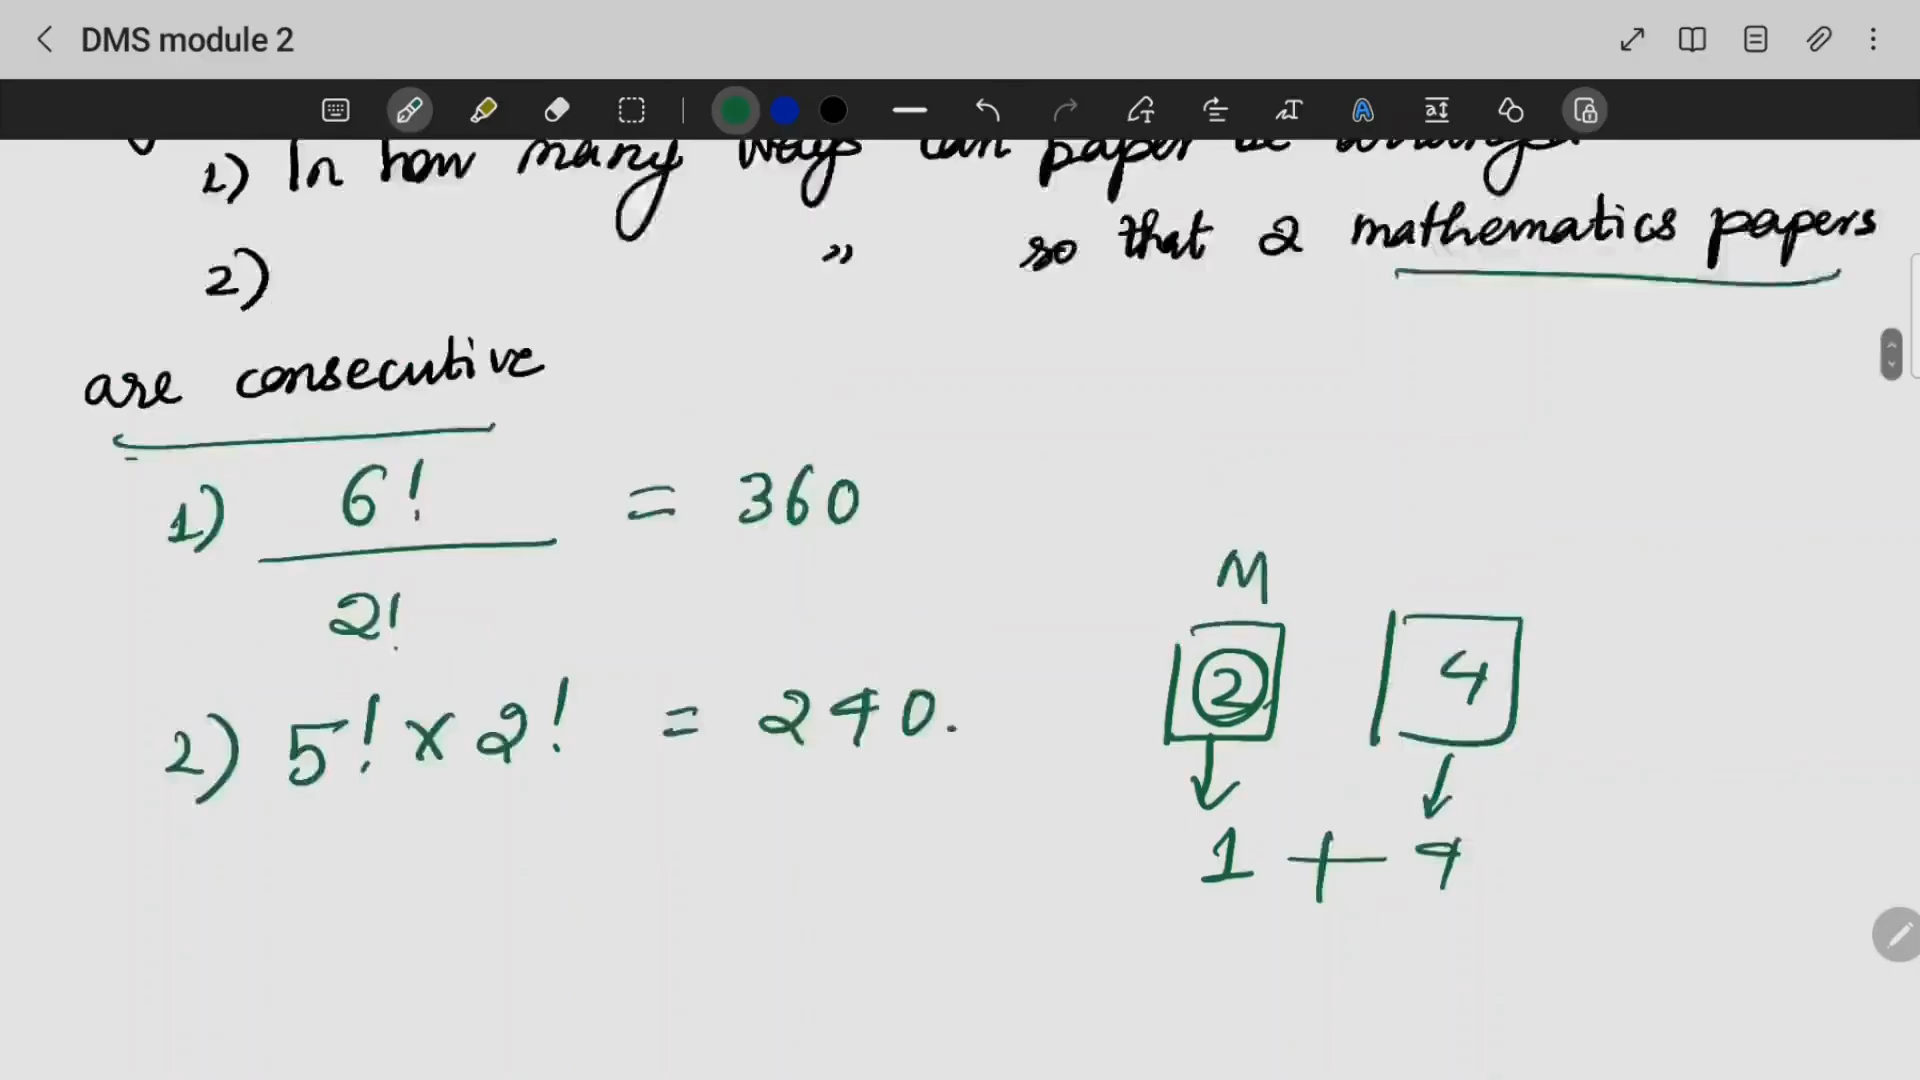 DMS module 2
1) In how many ways can paper be arranged
2) " so that 2 mathematics papers
are consecutive
1) 6! / 2! = 360
2) 5! x 2! = 240.
M
2 4
1 + 4